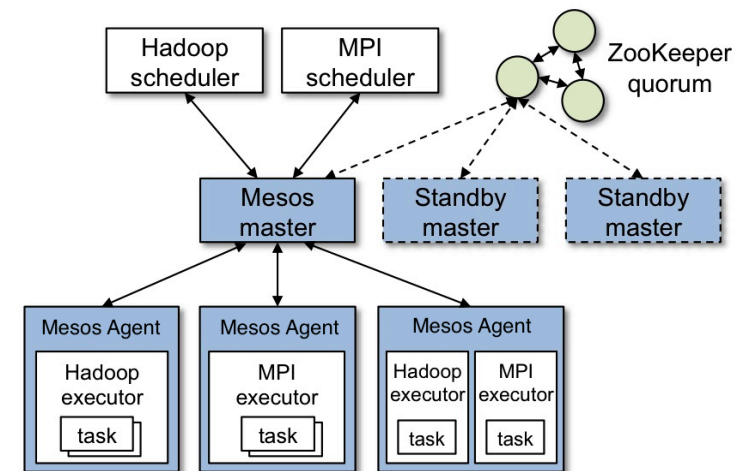 Hadoop
scheduler
MPI
scheduler
ZooKeeper
quorum
Mesos
master
Standby
master
Standby
master
Mesos Agent
Hadoop
executor
task
Mesos Agent
MPI
executor
task
Mesos Agent
Hadoop
executor
task
MPI
executor
task